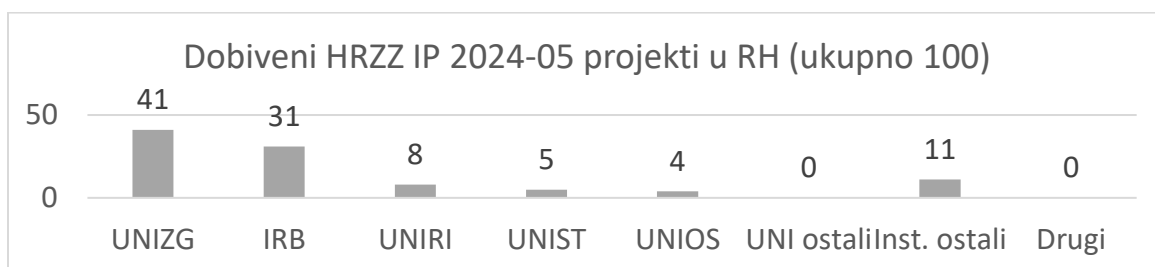 Dobiveni HRZZ IP 2024-05 projekti u RH (ukupno 100)
50
0
41
31
8
5
4
0
11
0
UNIZG
IRB
UNIRI
UNIST
UNIOS
UNI ostali
Inst. ostali
Drugi